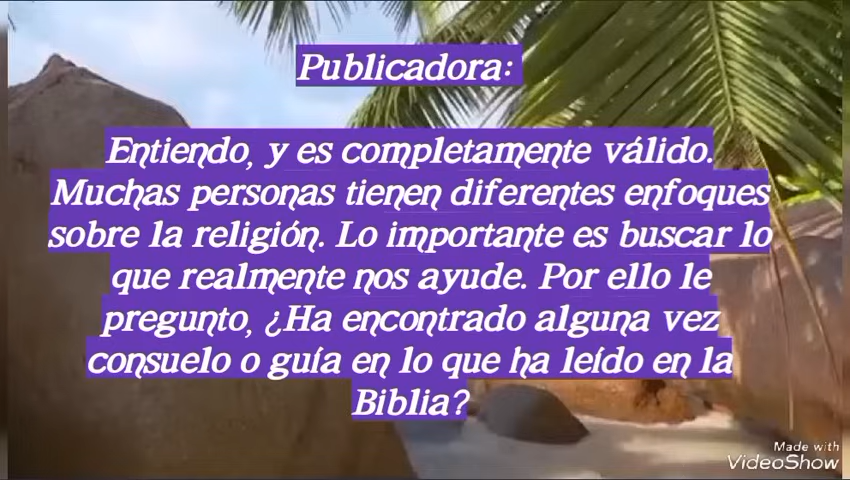 Publicadora:
Entiendo, y es completamente válido.
Muchas personas tienen diferentes enfoques
sobre la religión. Lo importante es buscar lo
que realmente nos ayude. Por ello le
pregunto, ¿Ha encontrado alguna vez
consuelo o guía en lo que ha leído en la
Biblia?
Made with
VideoShow